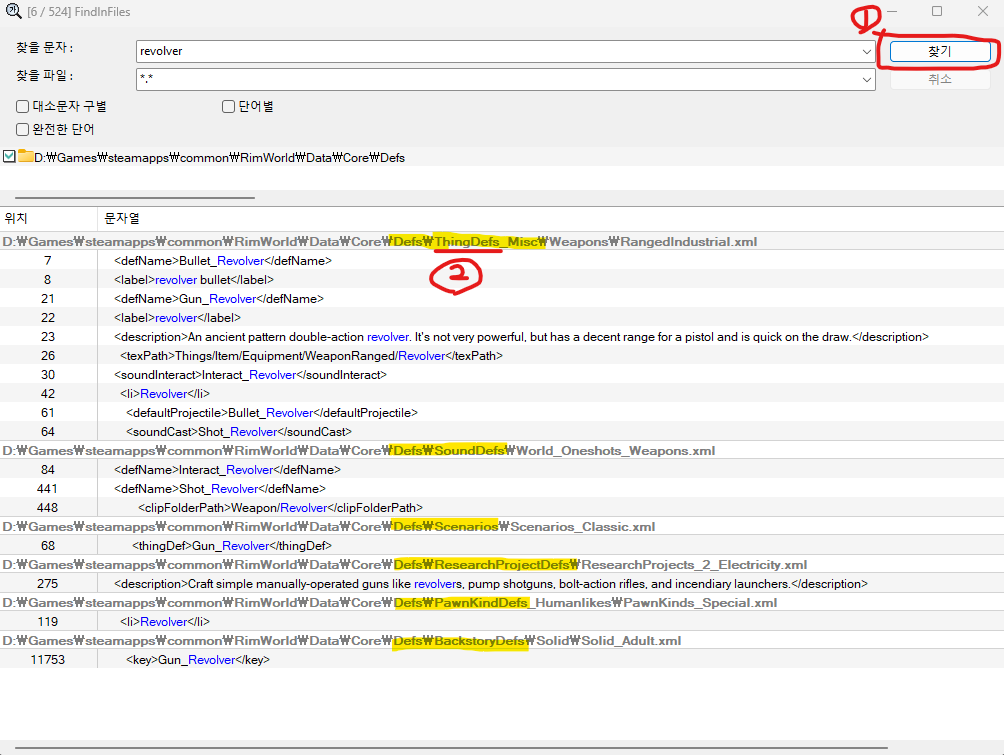 [6 / 524] FindInFiles
①
찾을 문자 : revolver 찾기
찾을 파일 : *.* 취소
대소문자 구별 단어별
완전한 단어
D:₩Games₩steamapps₩common₩RimWorld₩Data₩Core₩Defs
위치 문자열
D:₩Games₩steamapps₩common₩RimWorld₩Data₩Core₩Defs₩ThingDefs_Misc₩Weapons₩RangedIndustrial.xml
②
7 <defName>Bullet_Revolver</defName>
8 <label>revolver bullet</label>
21 <defName>Gun_Revolver</defName>
22 <label>revolver</label>
23 <description>An ancient pattern double-action revolver. It's not very powerful, but has a decent range for a pistol and is quick on the draw.</description>
26 <texPath>Things/Item/Equipment/WeaponRanged/Revolver</texPath>
30 <soundInteract>Interact_Revolver</soundInteract>
42 <li>Revolver</li>
61 <defaultProjectile>Bullet_Revolver</defaultProjectile>
64 <soundCast>Shot_Revolver</soundCast>
D:₩Games₩steamapps₩common₩RimWorld₩Data₩Core₩Defs₩SoundDefs₩World_Oneshots_Weapons.xml
84 <defName>Interact_Revolver</defName>
441 <defName>Shot_Revolver</defName>
448 <clipFolderPath>Weapon/Revolver</clipFolderPath>
D:₩Games₩steamapps₩common₩RimWorld₩Data₩Core₩Defs₩Scenarios₩Scenarios_Classic.xml
68 <thingDef>Gun_Revolver</thingDef>
D:₩Games₩steamapps₩common₩RimWorld₩Data₩Core₩Defs₩ResearchProjectDefs₩ResearchProjects_2_Electricity.xml
275 <description>Craft simple manually-operated guns like revolvers, pump shotguns, bolt-action rifles, and incendiary launchers.</description>
D:₩Games₩steamapps₩common₩RimWorld₩Data₩Core₩Defs₩PawnKindDefs_Humanlikes₩PawnKinds_Special.xml
119 <li>Revolver</li>
D:₩Games₩steamapps₩common₩RimWorld₩Data₩Core₩Defs₩BackstoryDefs₩Solid₩Solid_Adult.xml
11753 <key>Gun_Revolver</key>